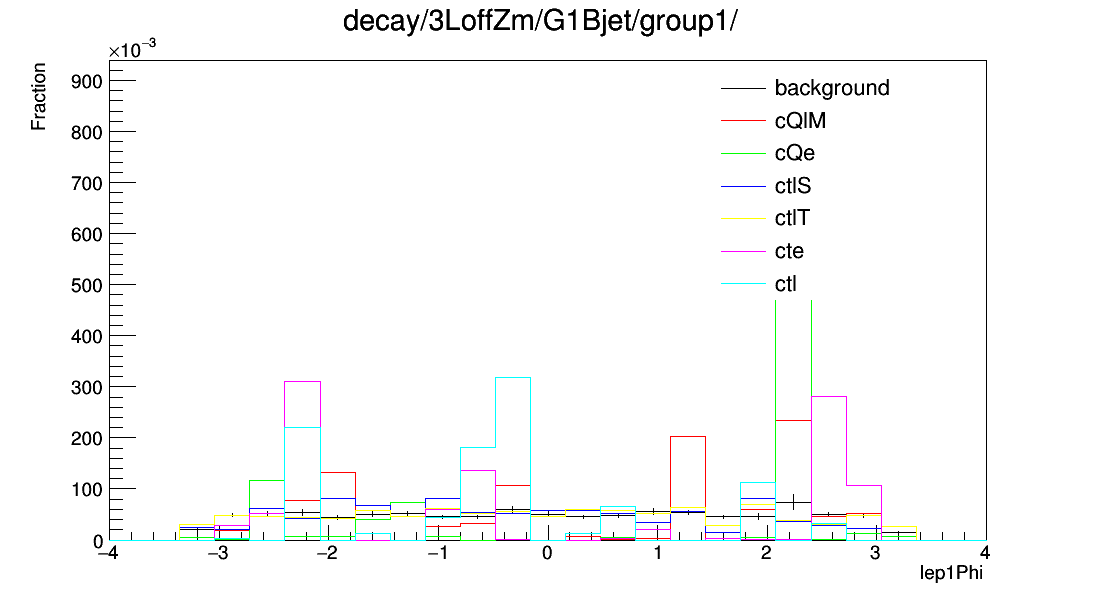 decay/3LoffZm/G1Bjet/group1/
×10⁻³
Fraction
900
800
700
600
500
400
300
200
100
0
background
cQlM
cQe
ctlS
ctlT
cte
ctl
−4 −3 −2 −1 0 1 2 3 4
lep1Phi